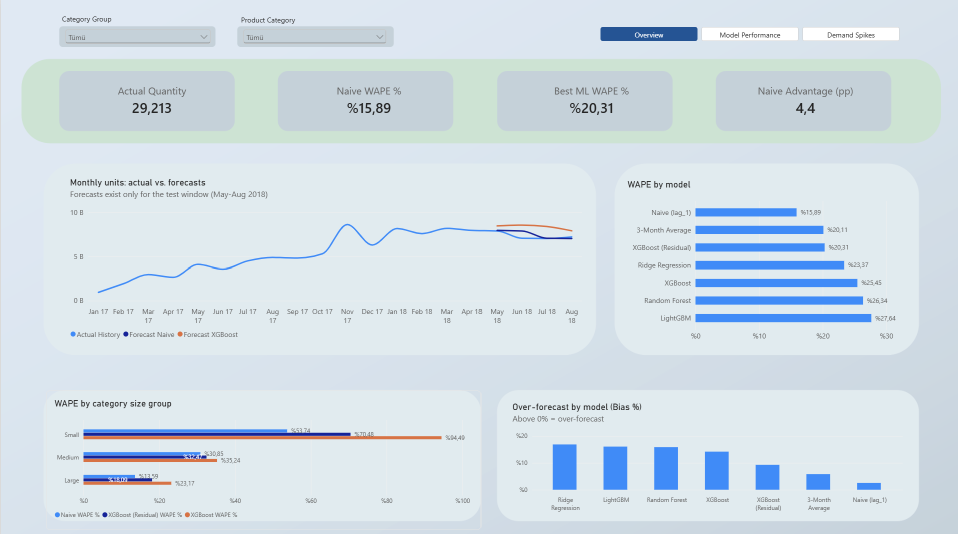 Category Group
Product Category
Tümü
Tümü
Overview
Model Performance
Demand Spikes
Actual Quantity
29,213
Naive WAPE %
%15,89
Best ML WAPE %
%20,31
Naive Advantage (pp)
4,4
Monthly units: actual vs. forecasts
Forecasts exist only for the test window (May-Aug 2018)
10 B
5 B
0 B
Jan 17 Feb 17 Mar 17 Apr 17 May 17 Jun 17 Jul 17 Aug 17 Sep 17 Oct 17 Nov 17 Dec 17 Jan 18 Feb 18 Mar 18 Apr 18 May 18 Jun 18 Jul 18 Aug 18
Actual History Forecast Naive Forecast XGBoost
WAPE by model
Naive (lag_1) %15,89
3-Month Average %20,11
XGBoost (Residual) %20,31
Ridge Regression %23,37
XGBoost %25,45
Random Forest %26,34
LightGBM %27,64
%0 %10 %20 %30
WAPE by category size group
Small %53,74 %70,48 %94,49
Medium %30,85 %32,47 %35,24
Large %13,59 %18,09 %23,17
%0 %20 %40 %60 %80 %100
Naive WAPE % XGBoost (Residual) WAPE % XGBoost WAPE %
Over-forecast by model (Bias %)
Above 0% = over-forecast
%20
%10
%0
Ridge Regression
LightGBM
Random Forest
XGBoost
XGBoost (Residual)
3-Month Average
Naive (lag_1)